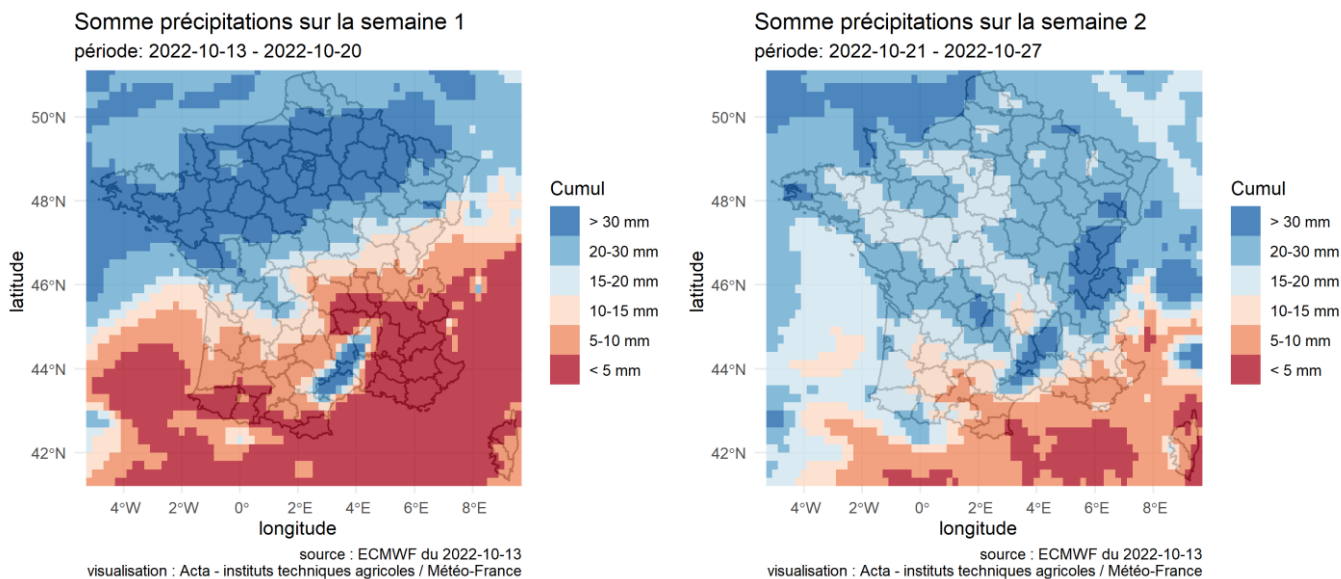 Somme précipitations sur la semaine 1
période: 2022-10-13 - 2022-10-20
50°N
48°N
46°N
44°N
42°N
latitude
4°W 2°W 0° 2°E 4°E 6°E 8°E
longitude
Cumul
> 30 mm
20-30 mm
15-20 mm
10-15 mm
5-10 mm
< 5 mm
source : ECMWF du 2022-10-13
visualisation : Acta - instituts techniques agricoles / Météo-France
Somme précipitations sur la semaine 2
période: 2022-10-21 - 2022-10-27
50°N
48°N
46°N
44°N
42°N
latitude
4°W 2°W 0° 2°E 4°E 6°E 8°E
longitude
Cumul
> 30 mm
20-30 mm
15-20 mm
10-15 mm
5-10 mm
< 5 mm
source : ECMWF du 2022-10-13
visualisation : Acta - instituts techniques agricoles / Météo-France